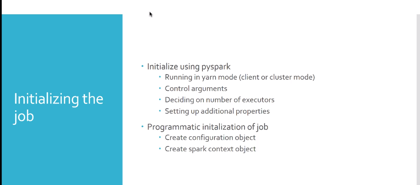 Initializing the
job
• Initialize using pyspark
• Running in yarn mode (client or cluster mode)
• Control arguments
• Deciding on number of executors
• Setting up additional properties
• Programmatic initalization of job
• Create configuration object
• Create spark context object